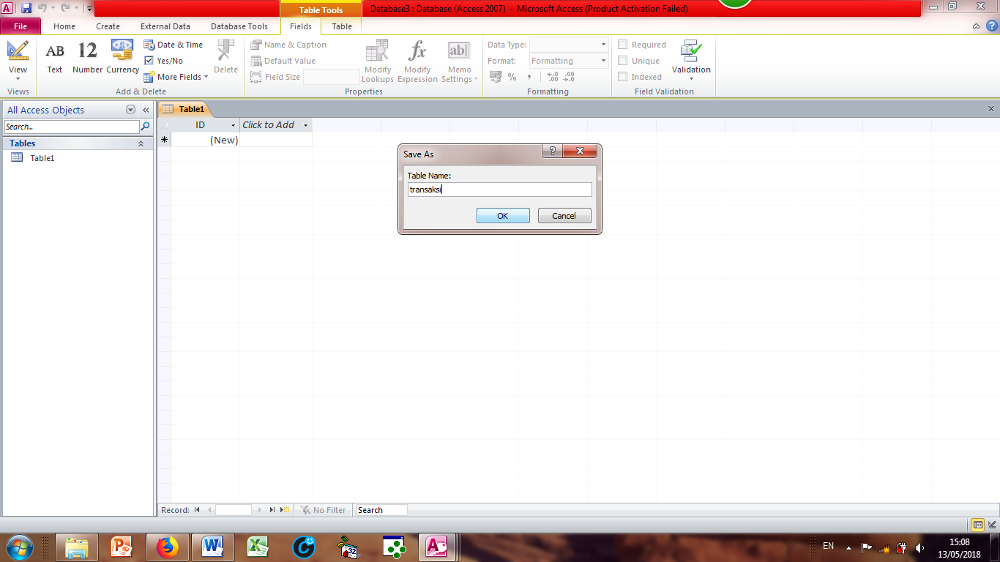 Table Tools
Database3 : Database (Access 2007) - Microsoft Access (Product Activation Failed)
File Home Create External Data Database Tools Fields Table
View
Views
AB Text
12 Number
Currency
Date & Time
Yes/No
More Fields
Delete
Add & Delete
Name & Caption
Default Value
Field Size
Modify Lookups
fx Modify Expression
ab Memo Settings
Properties
Data Type:
Format: Formatting
% , .00 .00
Formatting
Required
Unique
Indexed
Validation
Field Validation
All Access Objects
Search...
Tables
Table1
Table1
ID Click to Add
(New)
Save As
Table Name:
transaksi
OK Cancel
Record: No Filter Search
EN
15:08
13/05/2018